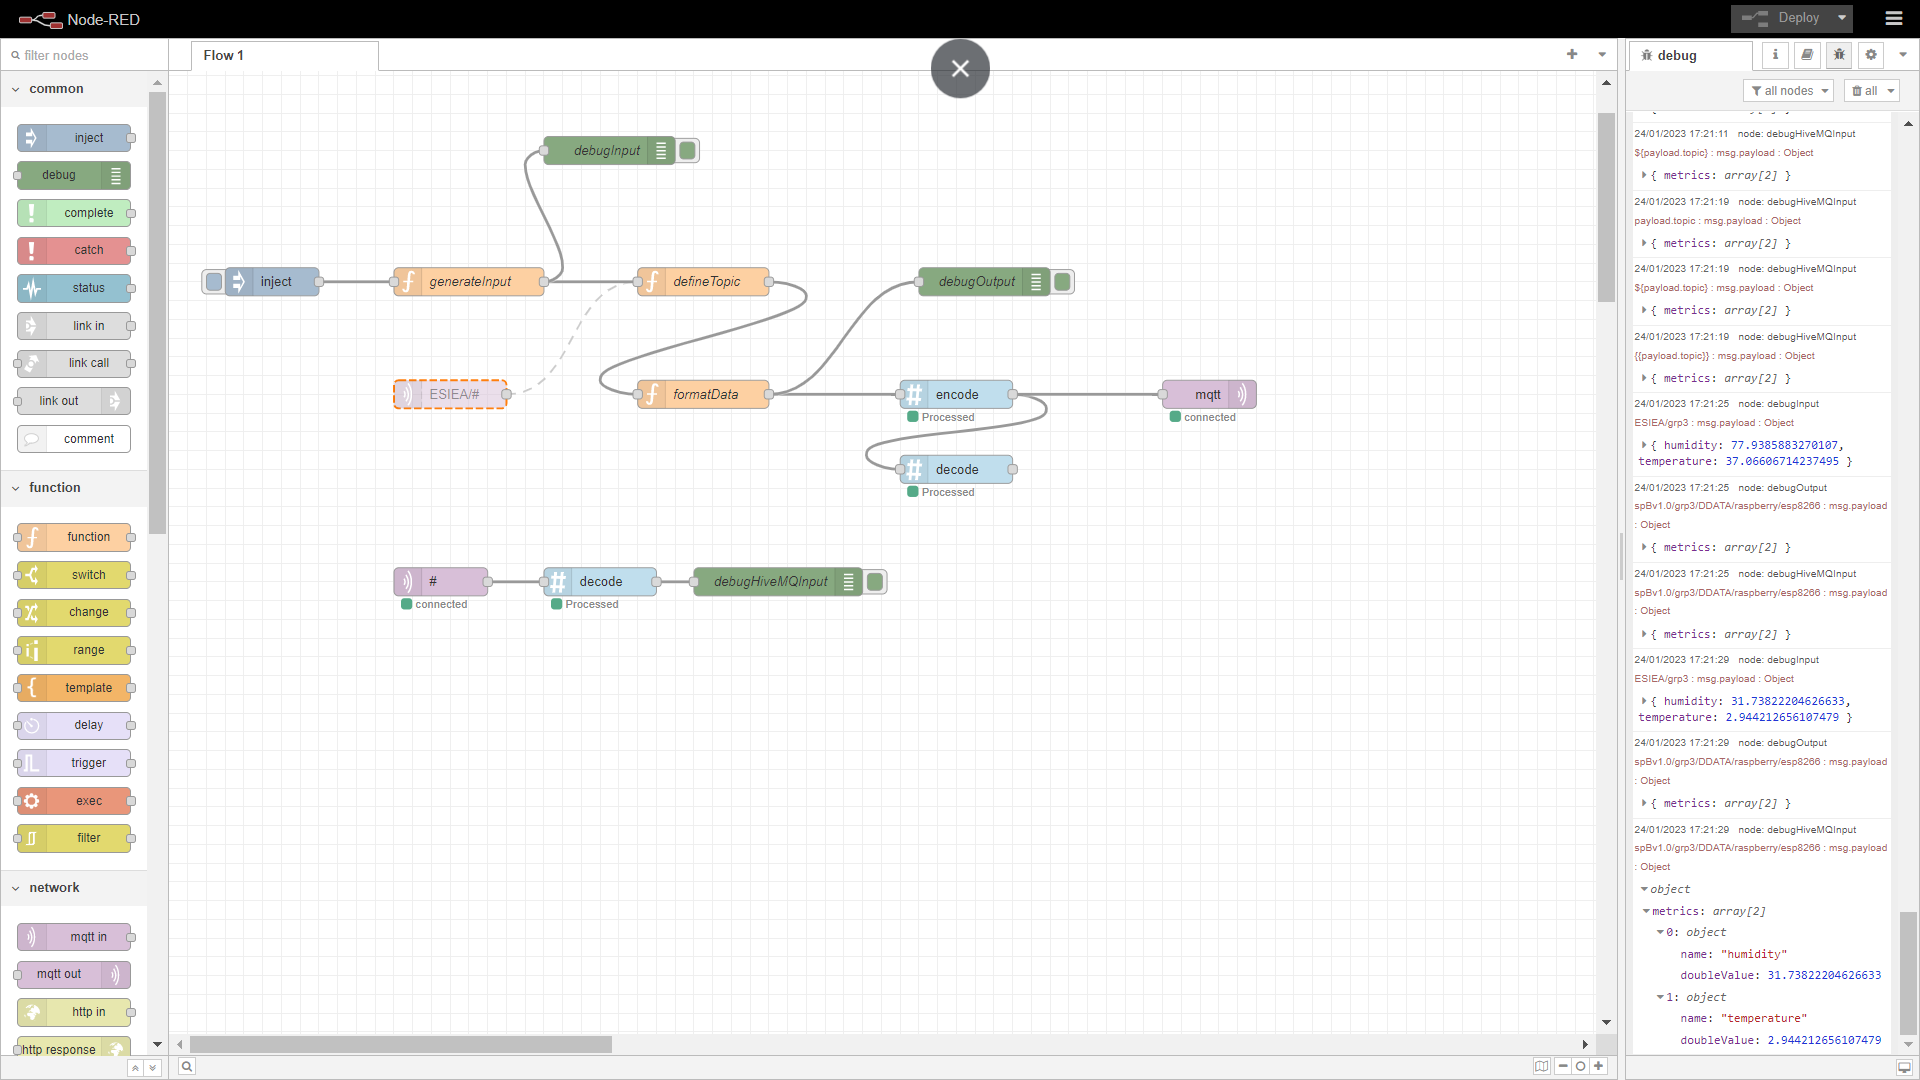 Node-RED
Deploy
filter nodes
Flow 1
debug
all nodes
all
common
inject
debug
complete
catch
status
link in
link call
link out
comment
function
function
switch
change
range
template
delay
trigger
exec
filter
network
mqtt in
mqtt out
http in
http response
debugInput
inject
generateInput
defineTopic
debugOutput
ESIEA/#
formatData
encode
Processed
mqtt
connected
decode
Processed
#
connected
decode
Processed
debugHiveMQInput
24/01/2023 17:21:11 node: debugHiveMQInput
${payload.topic} : msg.payload : Object
{ metrics: array[2] }
24/01/2023 17:21:19 node: debugHiveMQInput
payload.topic : msg.payload : Object
{ metrics: array[2] }
24/01/2023 17:21:19 node: debugHiveMQInput
${payload.topic} : msg.payload : Object
{ metrics: array[2] }
24/01/2023 17:21:19 node: debugHiveMQInput
{{payload.topic}} : msg.payload : Object
{ metrics: array[2] }
24/01/2023 17:21:25 node: debugInput
ESIEA/grp3 : msg.payload : Object
{ humidity: 77.9385883270107,
temperature: 37.06606714237495 }
24/01/2023 17:21:25 node: debugOutput
spBv1.0/grp3/DDATA/raspberry/esp8266 : msg.payload
: Object
{ metrics: array[2] }
24/01/2023 17:21:25 node: debugHiveMQInput
spBv1.0/grp3/DDATA/raspberry/esp8266 : msg.payload
: Object
{ metrics: array[2] }
24/01/2023 17:21:29 node: debugInput
ESIEA/grp3 : msg.payload : Object
{ humidity: 31.73822204626633,
temperature: 2.944212656107479 }
24/01/2023 17:21:29 node: debugOutput
spBv1.0/grp3/DDATA/raspberry/esp8266 : msg.payload
: Object
{ metrics: array[2] }
24/01/2023 17:21:29 node: debugHiveMQInput
spBv1.0/grp3/DDATA/raspberry/esp8266 : msg.payload
: Object
object
metrics: array[2]
0: object
name: "humidity"
doubleValue: 31.73822204626633
1: object
name: "temperature"
doubleValue: 2.944212656107479